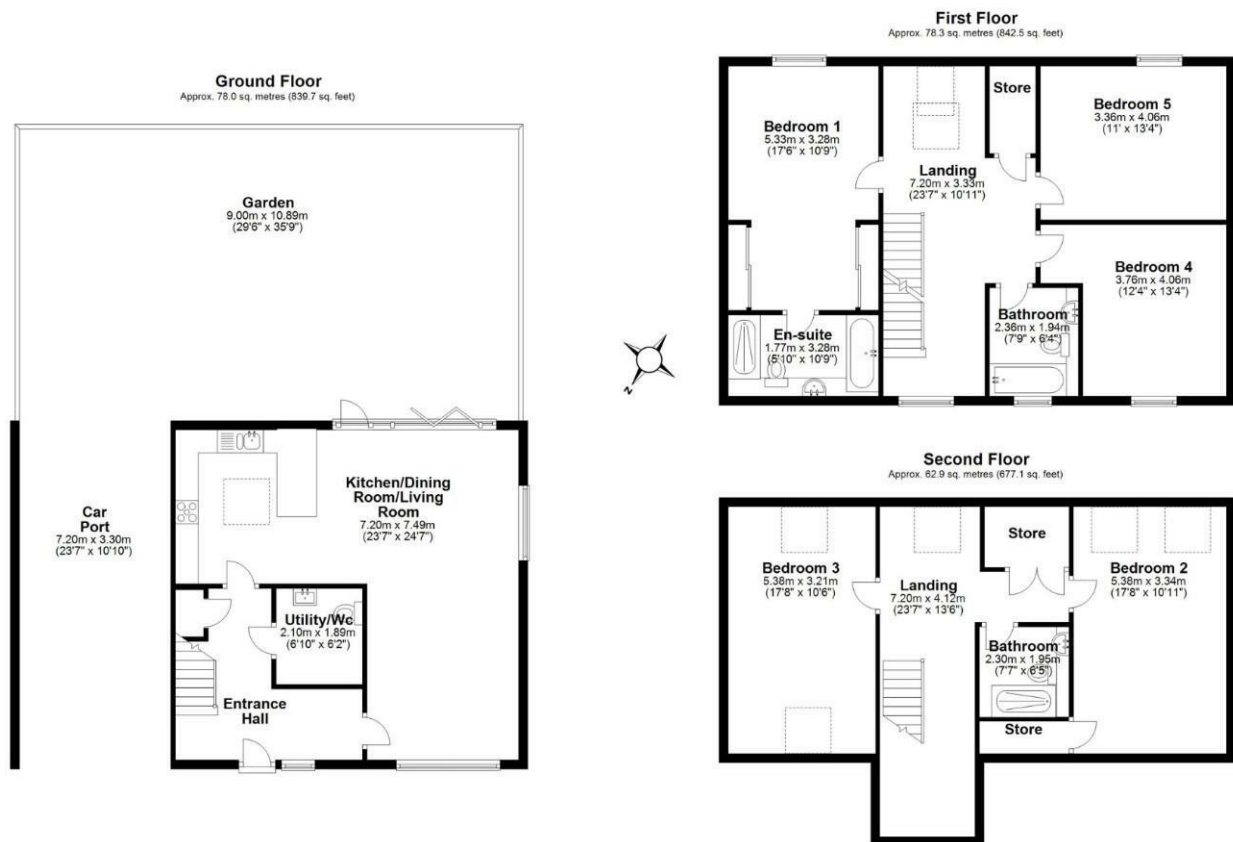 Ground Floor
Approx. 78.0 sq. metres (839.7 sq. feet)
Garden
9.00m x 10.89m
(29'6" x 35'9")
Car
Port
7.20m x 3.30m
(23'7" x 10'10")
Kitchen/Dining
Room/Living
Room
7.20m x 7.49m
(23'7" x 24'7")
Utility/Wc
2.10m x 1.89m
(6'10" x 6'2")
Entrance
Hall
N
First Floor
Approx. 78.3 sq. metres (842.5 sq. feet)
Bedroom 1
5.33m x 3.28m
(17'6" x 10'9")
Landing
7.20m x 3.33m
(23'7" x 10'11")
Store
Bedroom 5
3.36m x 4.06m
(11' x 13'4")
Bedroom 4
3.76m x 4.06m
(12'4" x 13'4")
En-suite
1.77m x 3.28m
(5'10" x 10'9")
Bathroom
2.36m x 1.94m
(7'9" x 6'4")
Second Floor
Approx. 62.9 sq. metres (677.1 sq. feet)
Bedroom 3
5.38m x 3.21m
(17'8" x 10'6")
Landing
7.20m x 4.12m
(23'7" x 13'6")
Store
Bedroom 2
5.38m x 3.34m
(17'8" x 10'11")
Bathroom
2.30m x 1.95m
(7'7" x 6'5")
Store